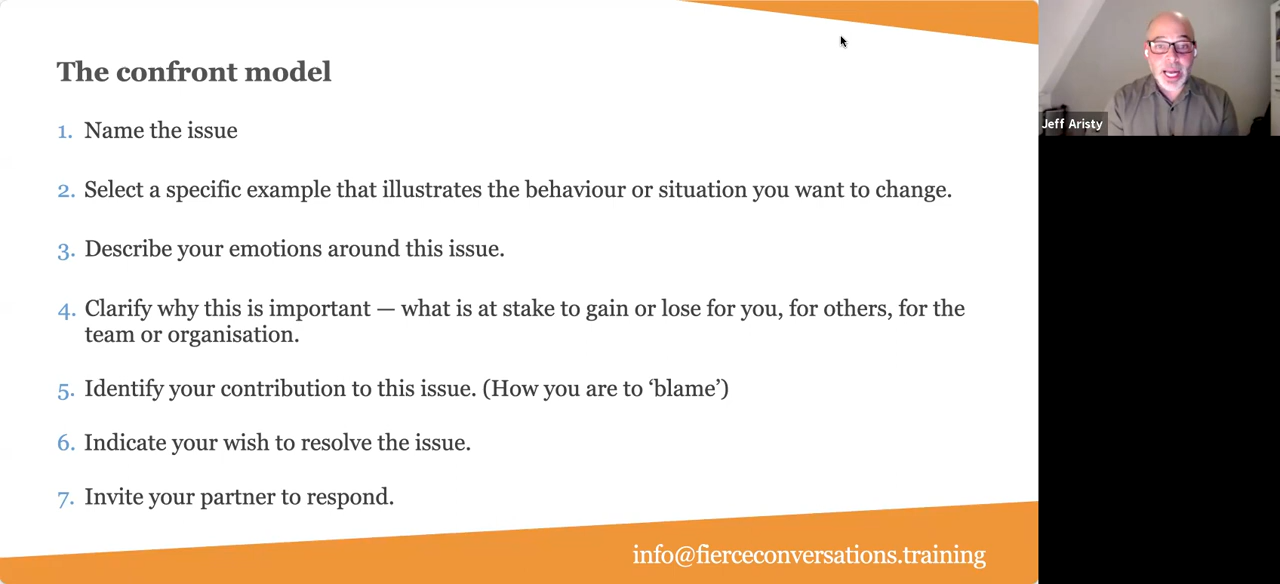 The confront model
1. Name the issue
2. Select a specific example that illustrates the behaviour or situation you want to change.
3. Describe your emotions around this issue.
4. Clarify why this is important — what is at stake to gain or lose for you, for others, for the
team or organisation.
5. Identify your contribution to this issue. (How you are to ‘blame’)
6. Indicate your wish to resolve the issue.
7. Invite your partner to respond.
info@fierceconversations.training
Jeff Aristy